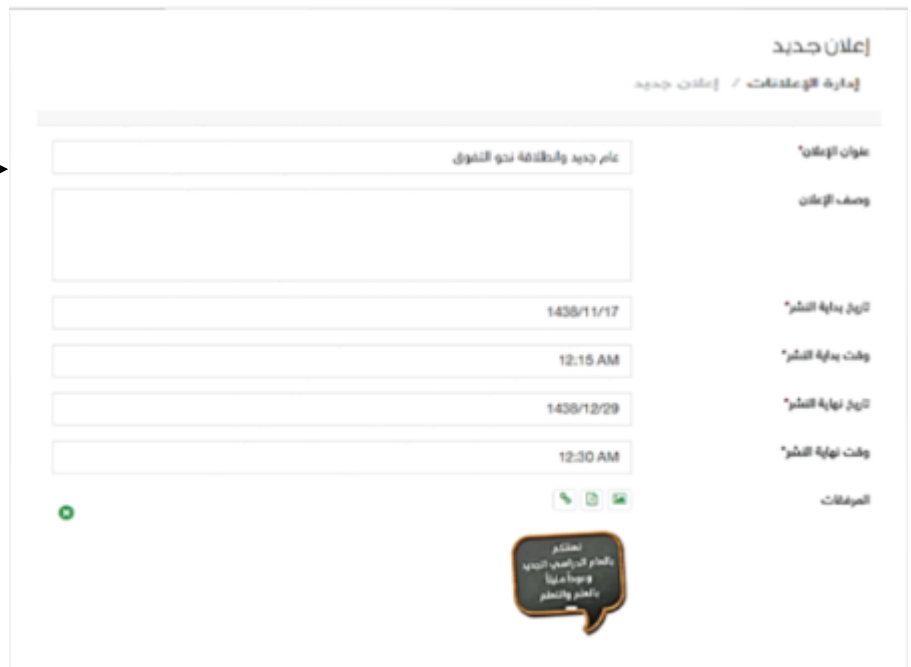 إعلان جديد
إدارة الإعلانات / إعلان جديد
عنوان الإعلان*
عام جديد وانطلاقة نحو التفوق
وصف الإعلان
تاريخ بداية النشر*
1438/11/17
وقت بداية النشر*
12:15 AM
تاريخ نهاية النشر*
1438/12/29
وقت نهاية النشر*
12:30 AM
المرفقات
نهنئكم
بالعام الدراسي الجديد
وعوداً مليئاً
بالعلم والتعلم